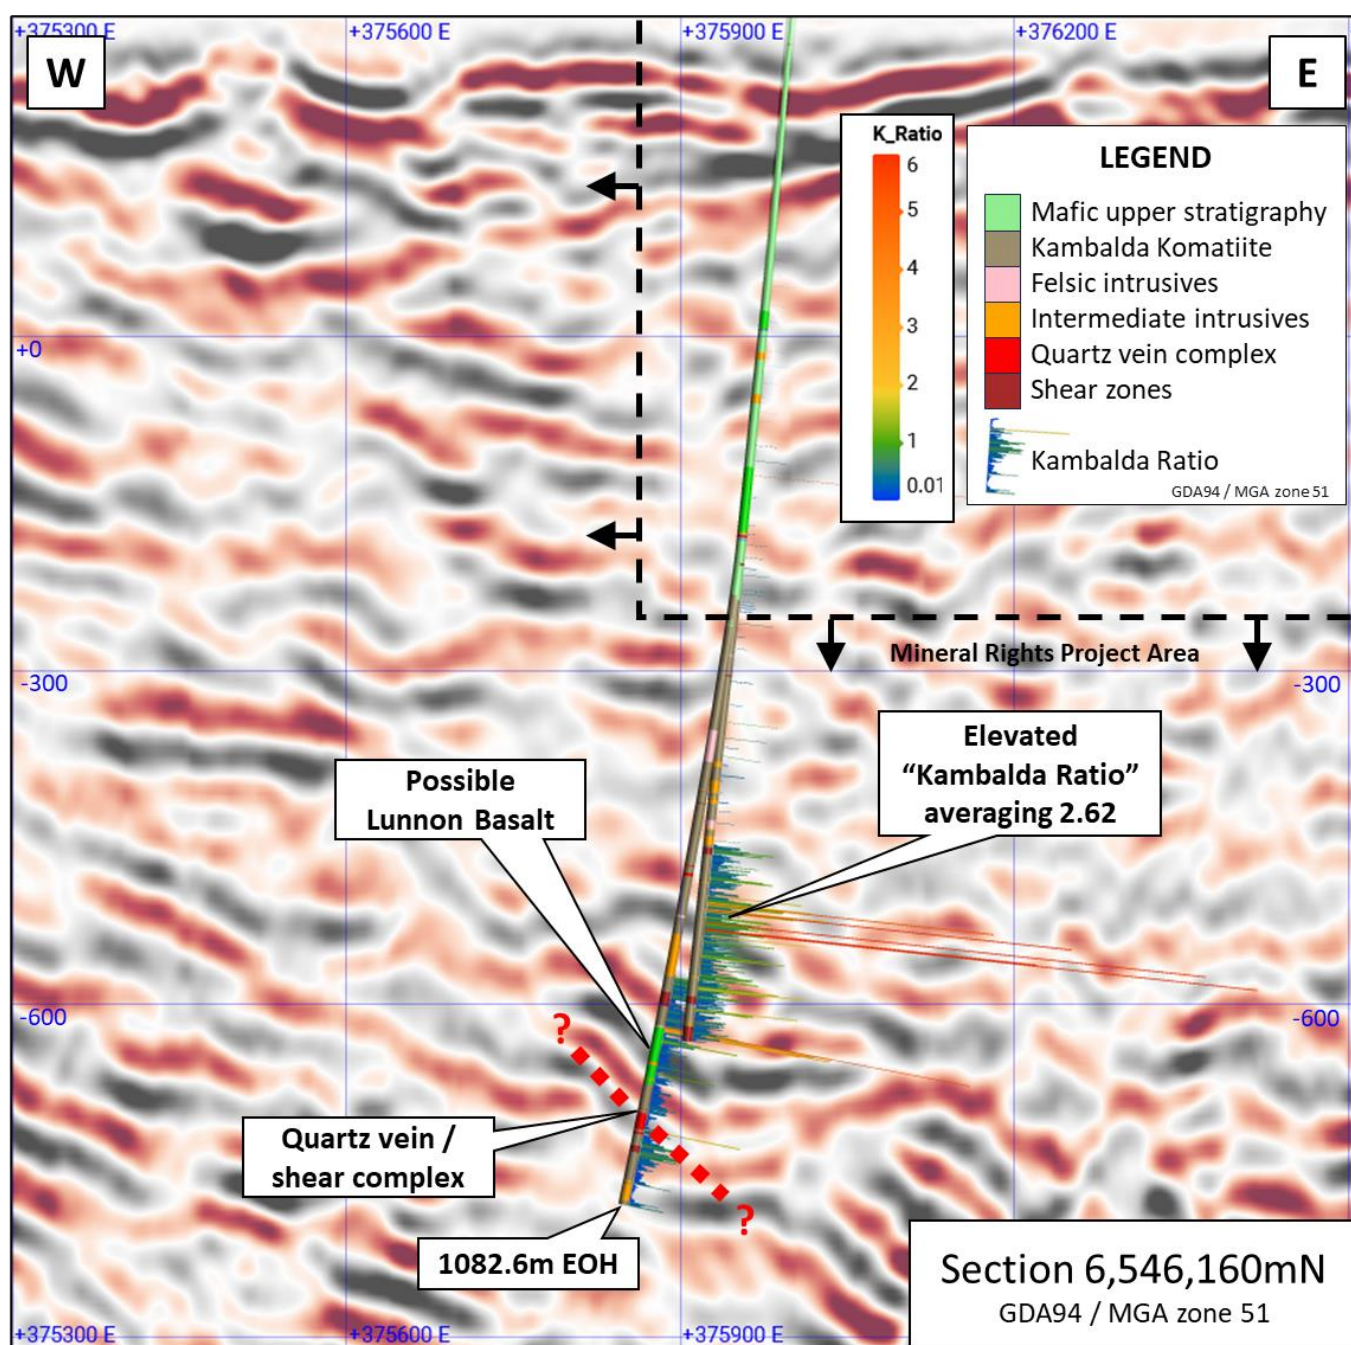 +375300 E
+375600 E
+375900 E
+376200 E
W
E
K_Ratio
6
5
4
3
2
1
0.01
LEGEND
Mafic upper stratigraphy
Kambalda Komatiite
Felsic intrusives
Intermediate intrusives
Quartz vein complex
Shear zones
Kambalda Ratio
GDA94 / MGA zone 51
+0
Mineral Rights Project Area
-300
-300
Elevated
“Kambalda Ratio”
averaging 2.62
Possible
Lunnon Basalt
-600
-600
?
Quartz vein /
shear complex
?
1082.6m EOH
Section 6,546,160mN
GDA94 / MGA zone 51
+375300 E
+375600 E
+375900 E